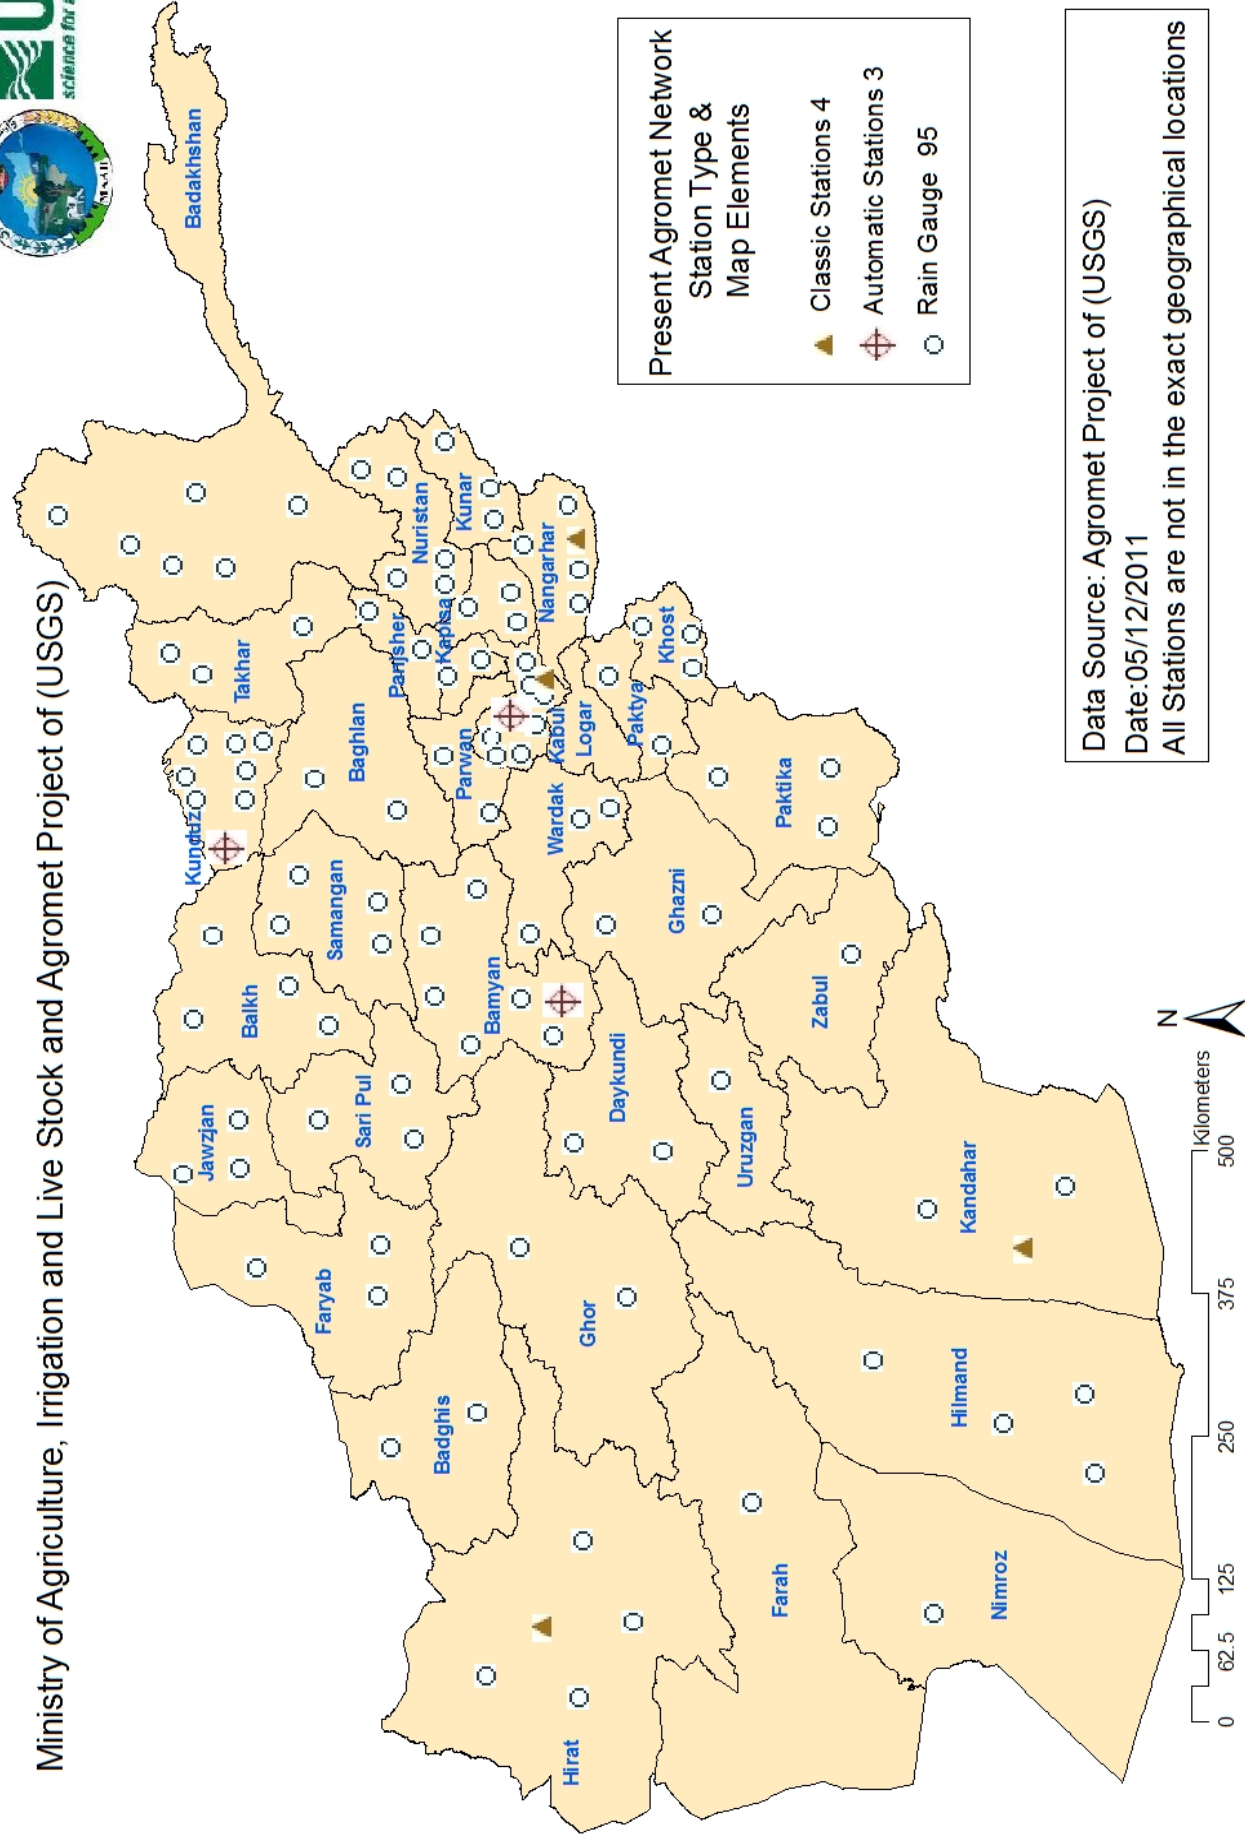 Ministry of Agriculture, Irrigation and Live Stock and Agromet Project of (USGS)
science for a
MAAH
Badakhshan
Takhar
Kunduz
Balkh
Jawzjan
Faryab
Samangan
Baghlan
Sari Pul
Panjsher
Nuristan
Kapisa
Kunar
Parwan
Bamyan
Badghis
Nangarhar
Kabul
Logar
Wardak
Paktya
Khost
Ghor
Daykundi
Ghazni
Hirat
Uruzgan
Paktika
Zabul
Farah
Hilmand
Kandahar
Nimroz
Present Agromet Network
Station Type &
Map Elements
Classic Stations 4
Automatic Stations 3
Rain Gauge 95
Data Source: Agromet Project of (USGS)
Date:05/12/2011
All Stations are not in the exact geographical locations
N
Kilometers
0 62.5 125 250 375 500